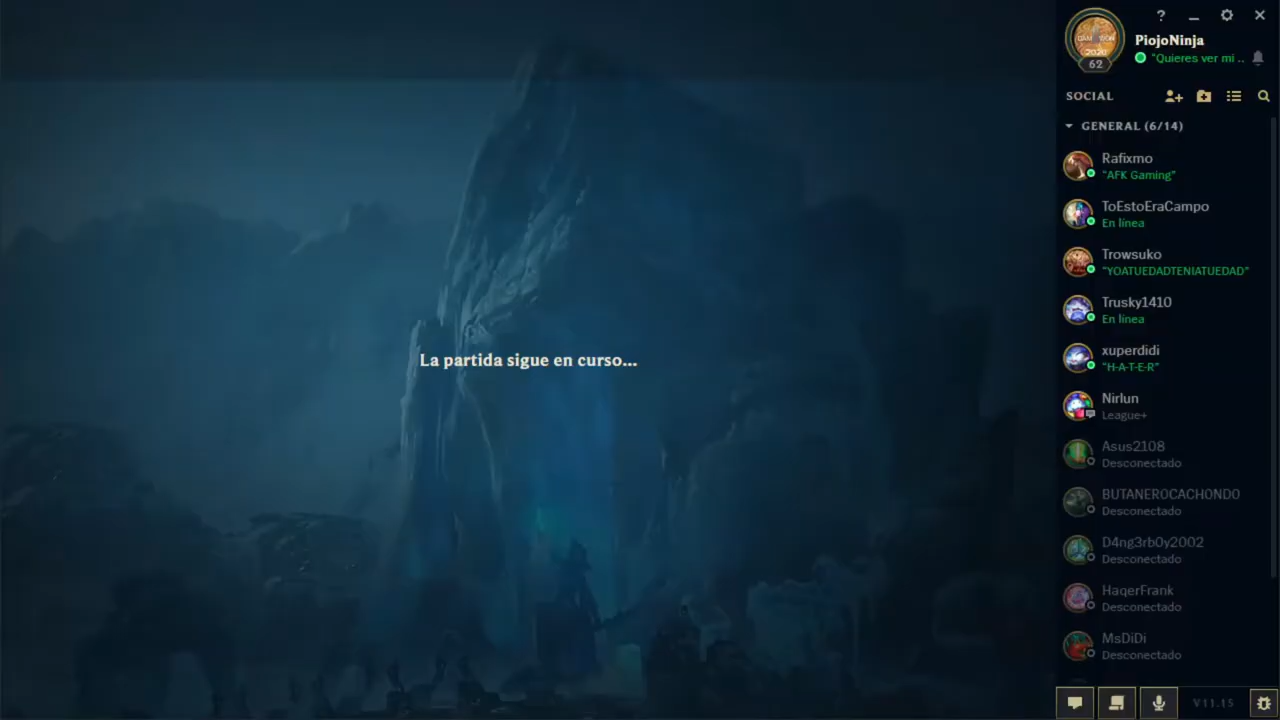 ?
PiojoNinja
"Quieres ver mi ..
2020
62
SOCIAL
GENERAL (6/14)
Rafixmo
"AFK Gaming"
ToEstoEraCampo
En línea
Trowsuko
"YOATUEDADTENIATUEDAD"
Trusky1410
En línea
La partida sigue en curso...
xuperdidi
"H-A-T-E-R"
Nirlun
League+
Asus2108
Desconectado
BUTANEROCACHONDO
Desconectado
D4ng3rb0y2002
Desconectado
HaqerFrank
Desconectado
MsDiDi
Desconectado
V11.15